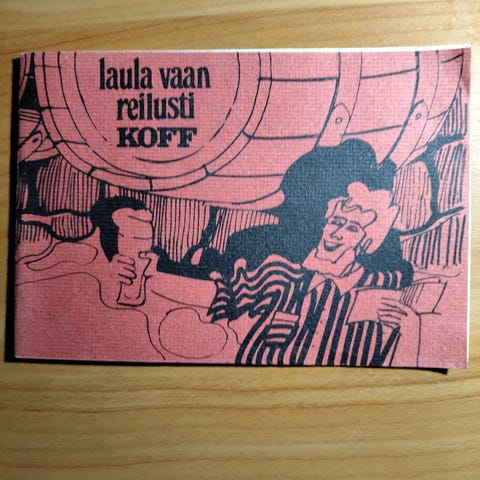 laula vaan
reilusti
KOFF